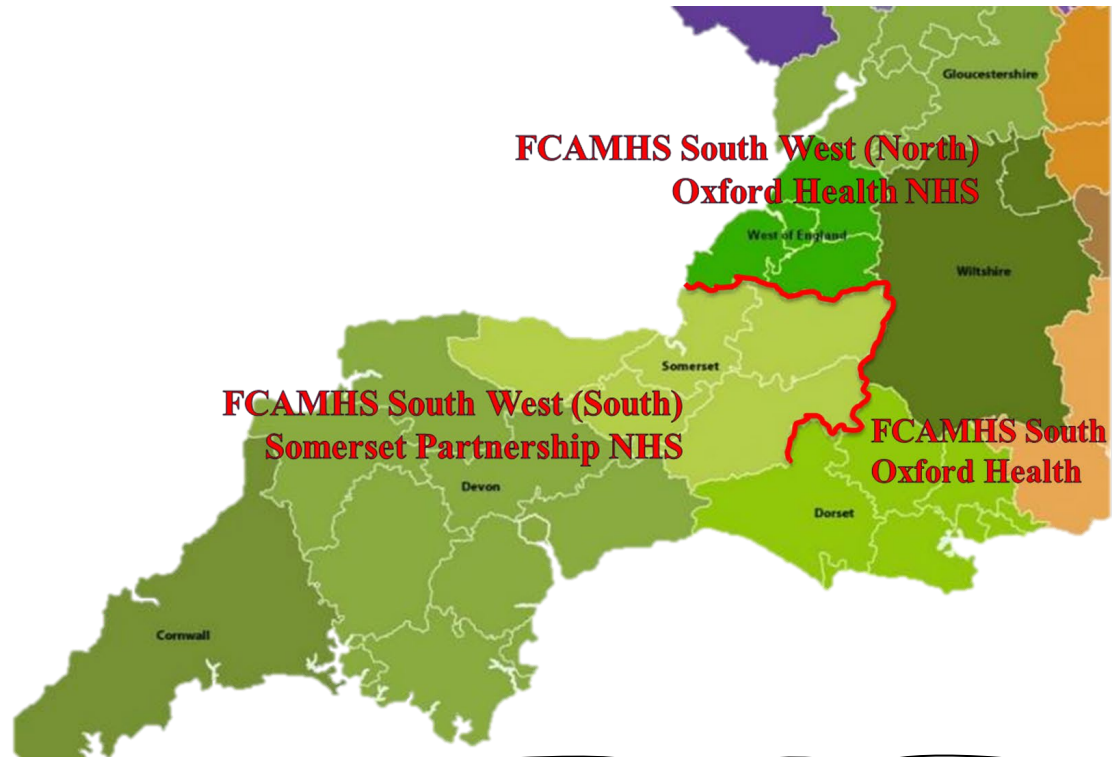 Gloucestershire
FCAMHS South West (North)
Oxford Health NHS
West of England
Wiltshire
Somerset
FCAMHS South West (South)
Somerset Partnership NHS
FCAMHS South
Oxford Health
Devon
Dorset
Cornwall